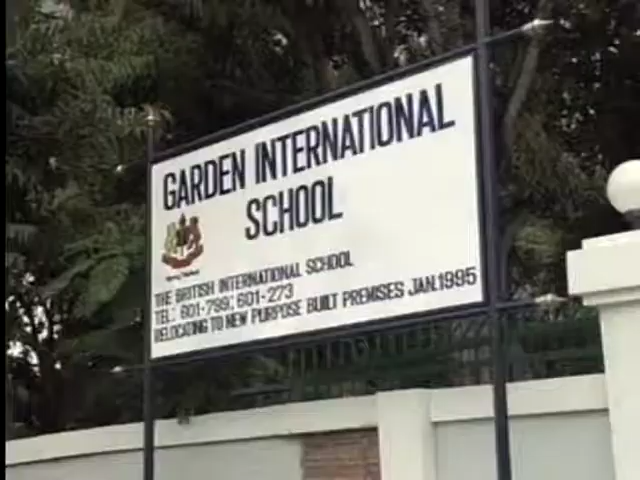 GARDEN INTERNATIONAL
SCHOOL
THE BRITISH INTERNATIONAL SCHOOL
TEL: 601-799: 601-273
RELOCATING TO NEW PURPOSE BUILT PREMISES JAN.1995